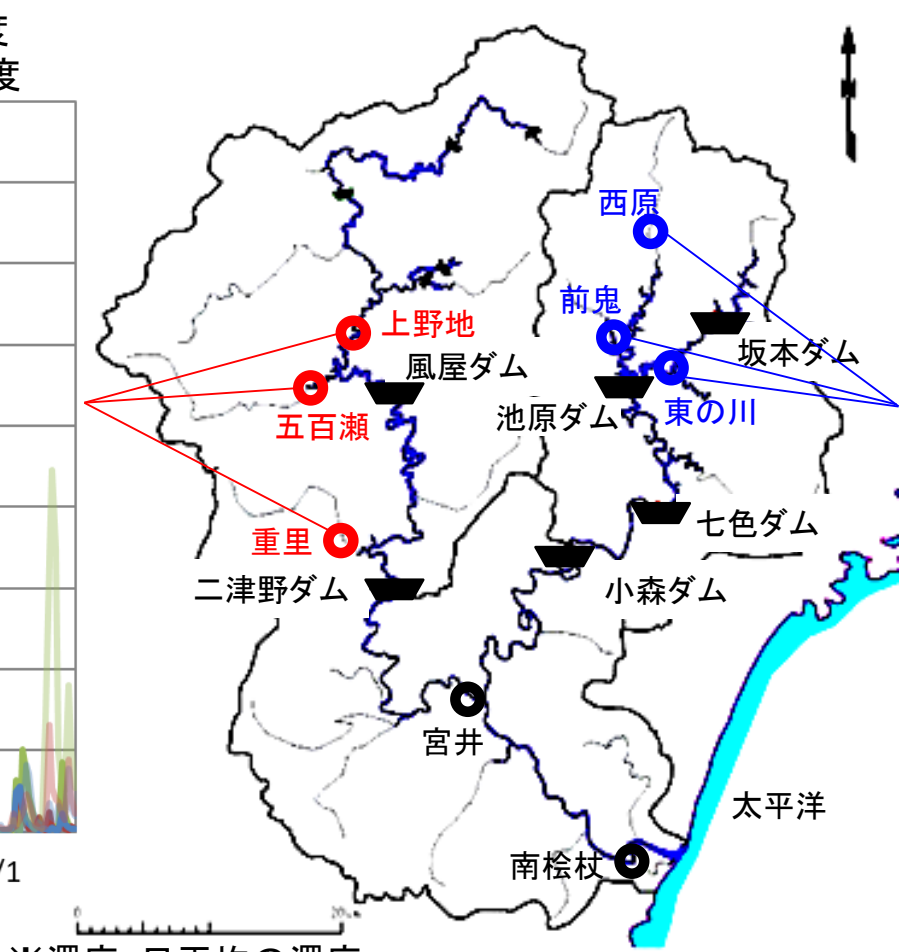 度
度
西原
前鬼
上野地
坂本ダム
風屋ダム
池原ダム
東の川
五百瀬
七色ダム
重里
二津野ダム
小森ダム
宮井
太平洋
南桧杖
/1
0
※濁度：日平均の濁度